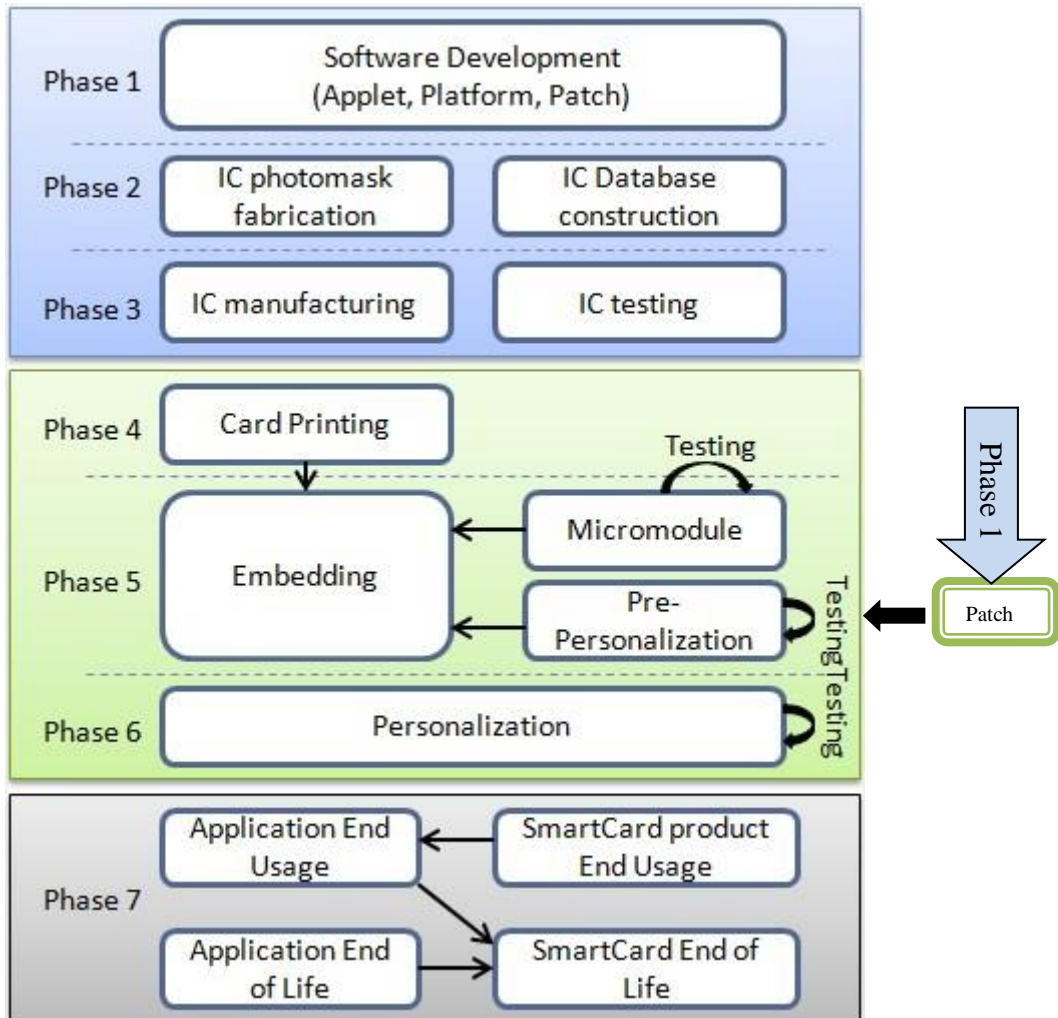 Phase 1
Software Development
(Applet, Platform, Patch)
Phase 2
IC photomask
fabrication
IC Database
construction
Phase 3
IC manufacturing
IC testing
Phase 4
Card Printing
Testing
Phase 5
Embedding
Micromodule
Pre-
Personalization
Testing
Phase 1
Patch
Phase 6
Personalization
Testing
Phase 7
Application End
Usage
SmartCard product
End Usage
Application End
of Life
SmartCard End of
Life